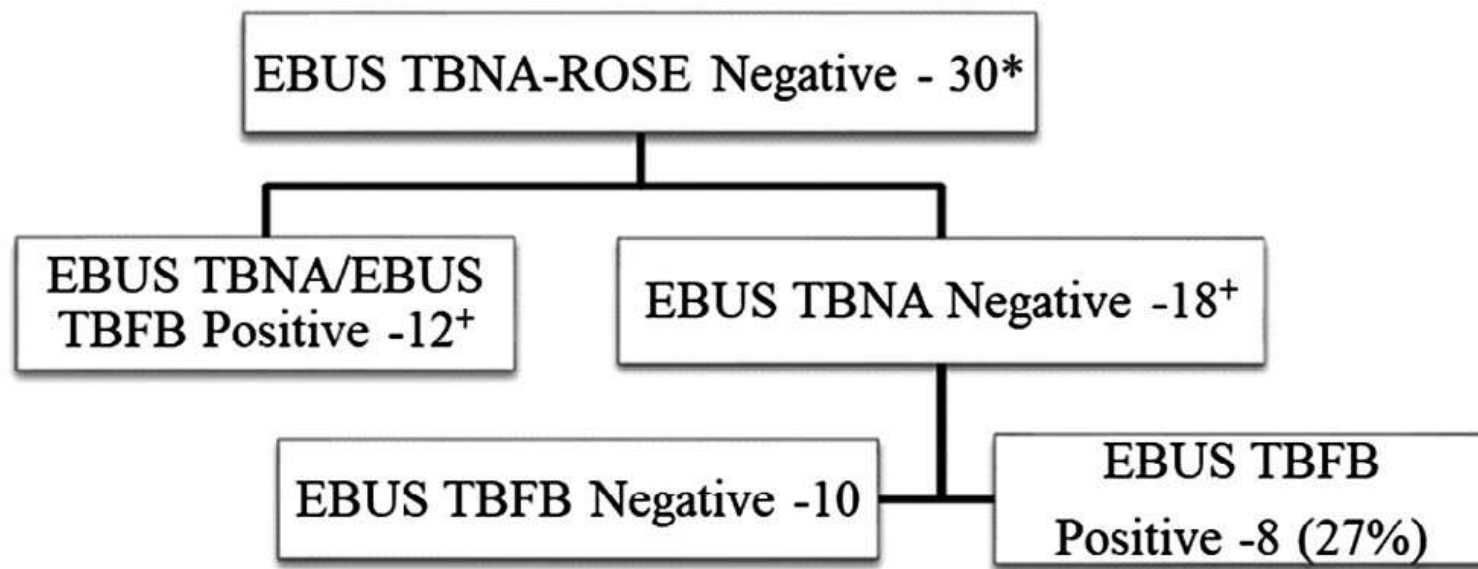 EBUS TBNA-ROSE Negative - 30*
EBUS TBNA/EBUS
TBFB Positive -12⁺
EBUS TBNA Negative -18⁺
EBUS TBFB Negative -10
EBUS TBFB
Positive -8 (27%)